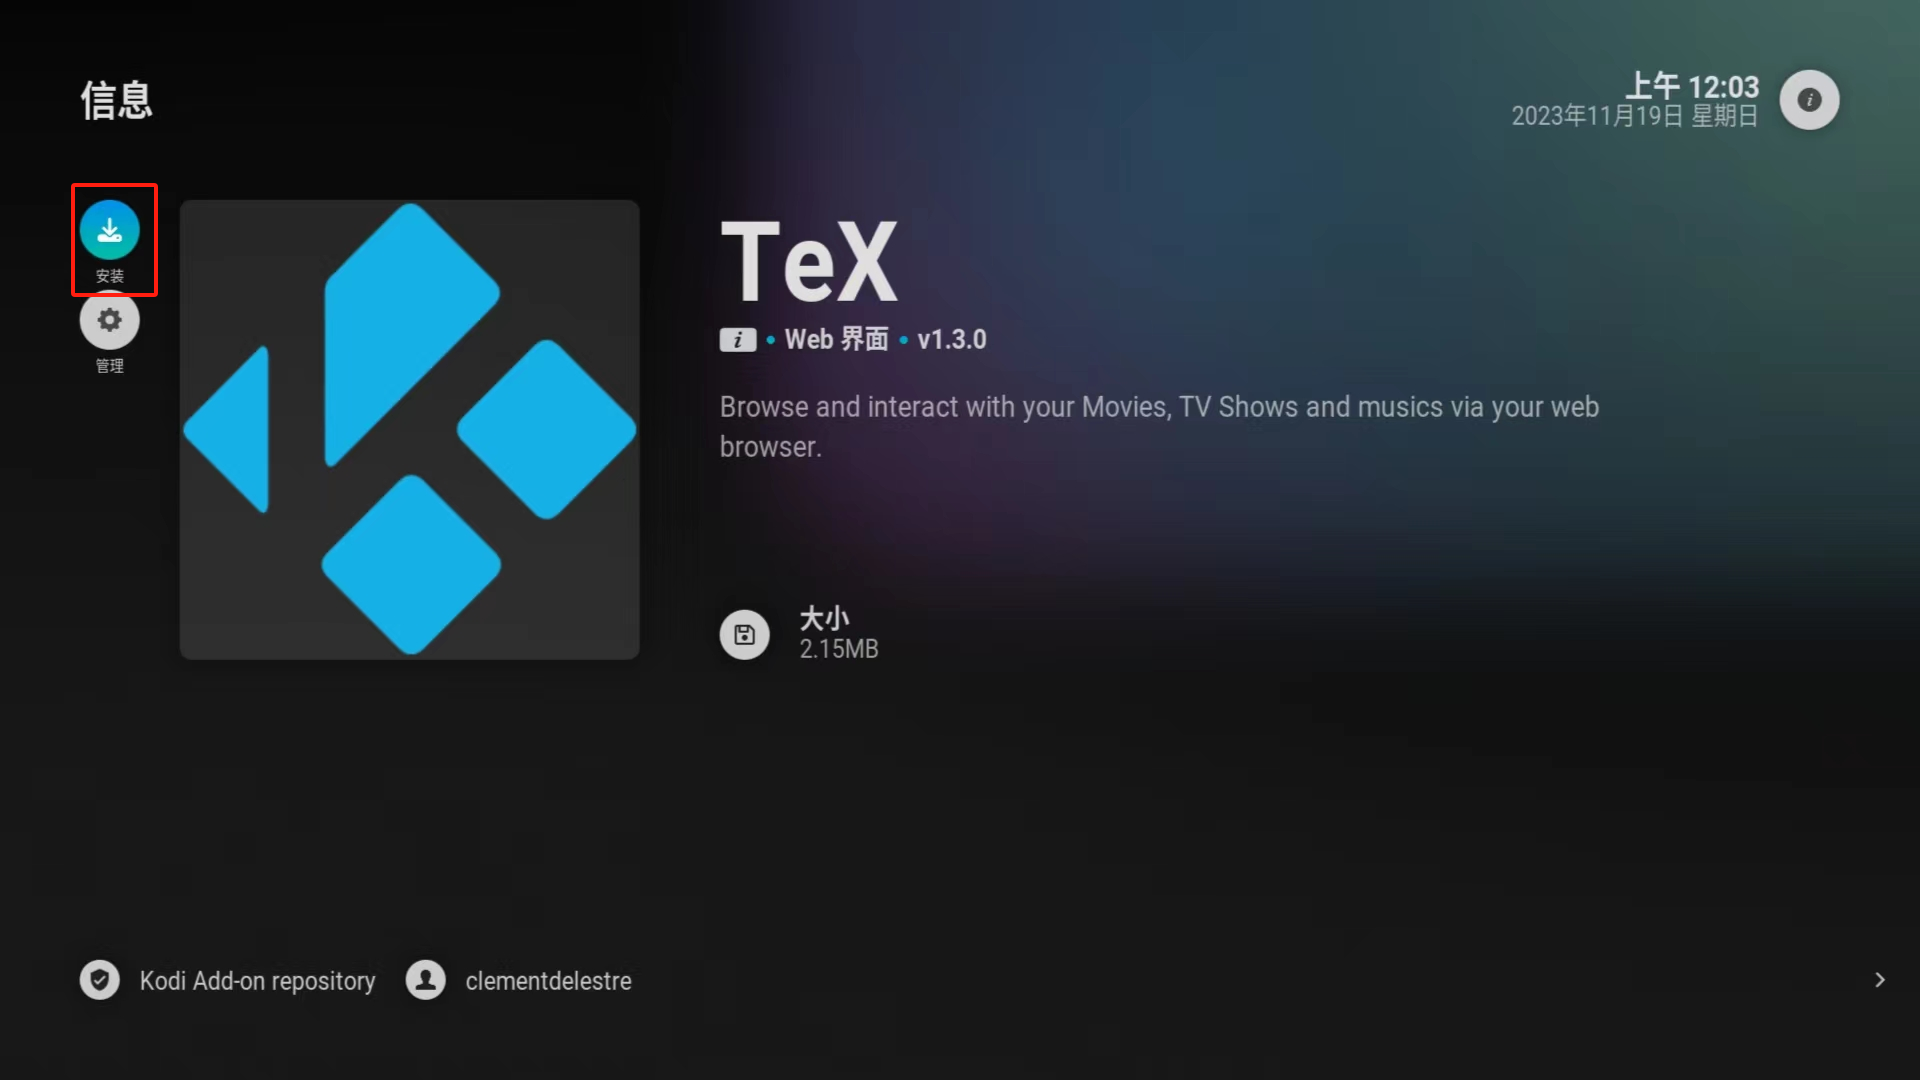 信息
上午 12:03
2023年11月19日 星期日
安装
管理
TeX
i • Web 界面 • v1.3.0
Browse and interact with your Movies, TV Shows and musics via your web
browser.
大小
2.15MB
Kodi Add-on repository
clementdelestre